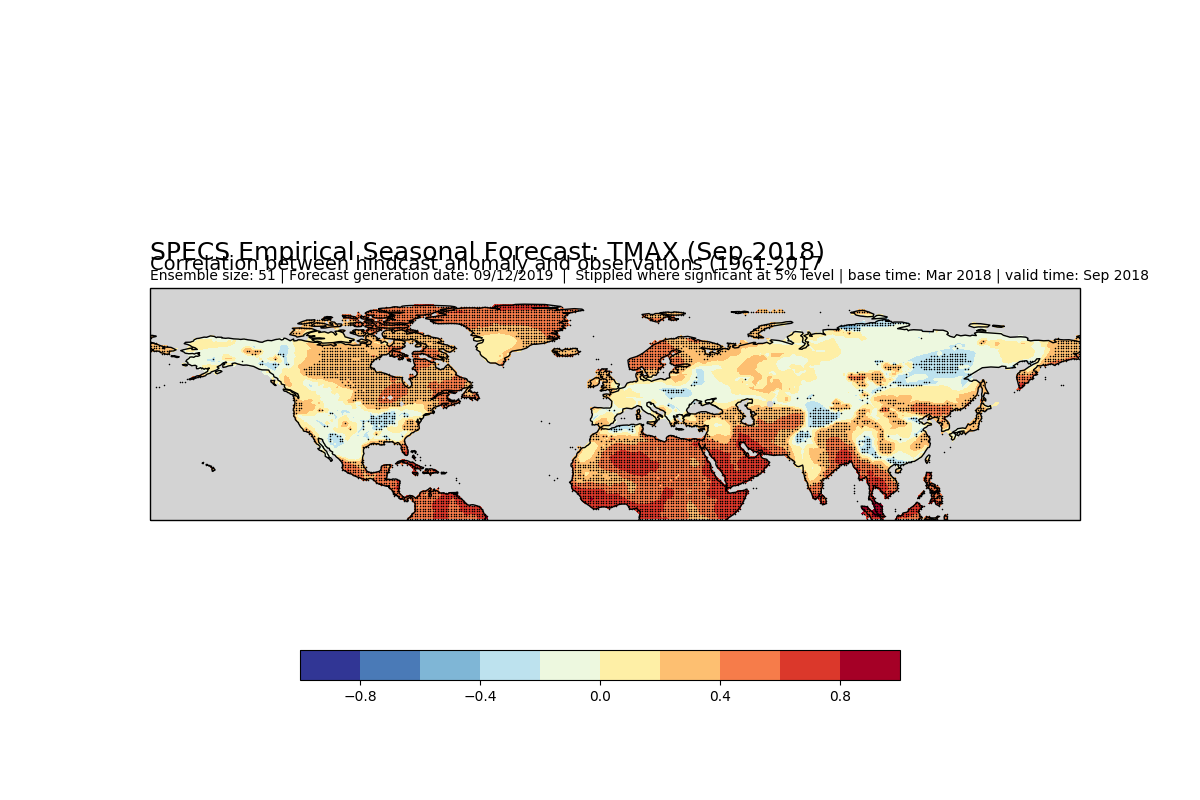 SPECS Empirical Seasonal Forecast: TMAX (Sep 2018)
Correlation between hindcast anomaly and observations (1961-2017
Ensemble size: 51 | Forecast generation date: 09/12/2019 | Stippled where signficant at 5% level | base time: Mar 2018 | valid time: Sep 2018
−0.8 −0.4 0.0 0.4 0.8